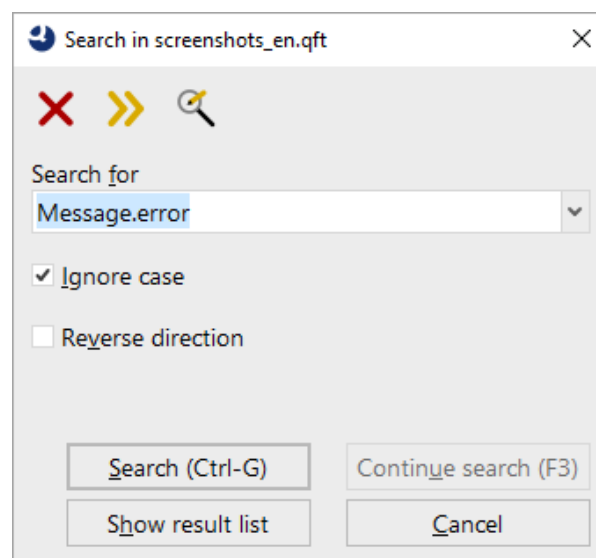 Search in screenshots_en.qft
Search for
Message.error
Ignore case
Reverse direction
Search (Ctrl-G) Continue search (F3)
Show result list Cancel